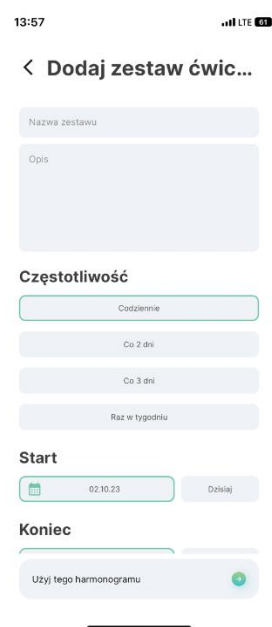 13:57
LTE 61
Dodaj zestaw ćwic...
Nazwa zestawu
Opis
Częstotliwość
Codziennie
Co 2 dni
Co 3 dni
Raz w tygodniu
Start
02.10.23
Dzisiaj
Koniec
Użyj tego harmonogramu